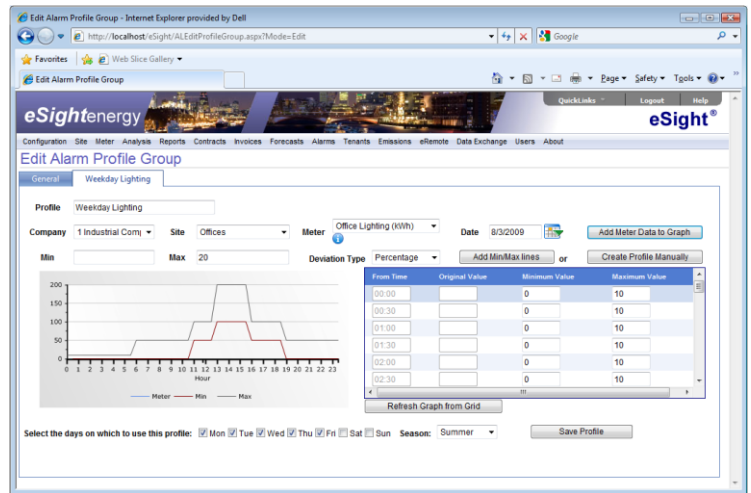 Edit Alarm Profile Group - Internet Explorer provided by Dell
http://localhost/eSight/ALEditProfileGroup.aspx?Mode=Edit
Google
Favorites Web Slice Gallery
Edit Alarm Profile Group
Page Safety Tools
QuickLinks Logout Help
eSightenergy
eSight®
Configuration Site Meter Analysis Reports Contracts Invoices Forecasts Alarms Tenants Emissions eRemote Data Exchange Users About
Edit Alarm Profile Group
General Weekday Lighting
Profile Weekday Lighting
Company 1 Industrial Comp Site Offices Meter Office Lighting (kWh) Date 8/3/2009 Add Meter Data to Graph
Min Max 20 Deviation Type Percentage Add Min/Max lines or Create Profile Manually
From Time Original Value Minimum Value Maximum Value
00:00 0 10
00:30 0 10
01:00 0 10
01:30 0 10
02:00 0 10
02:30 0 10
200
150
100
50
0
0 1 2 3 4 5 6 7 8 9 10 11 12 13 14 15 16 17 18 19 20 21 22 23
Hour
Meter Min Max
Refresh Graph from Grid
Select the days on which to use this profile: Mon Tue Wed Thu Fri Sat Sun Season: Summer Save Profile